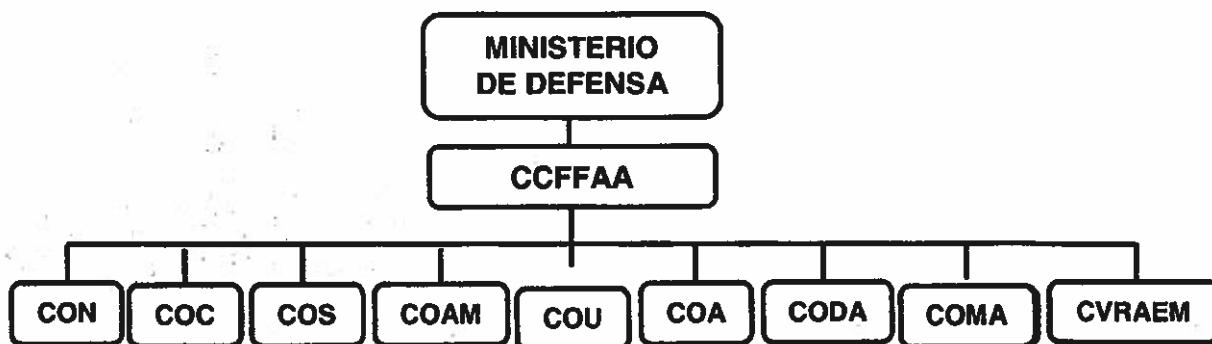 MINISTERIO
DE DEFENSA
CCFFAA
CON COC COS COAM COU COA CODA COMA CVRAEM